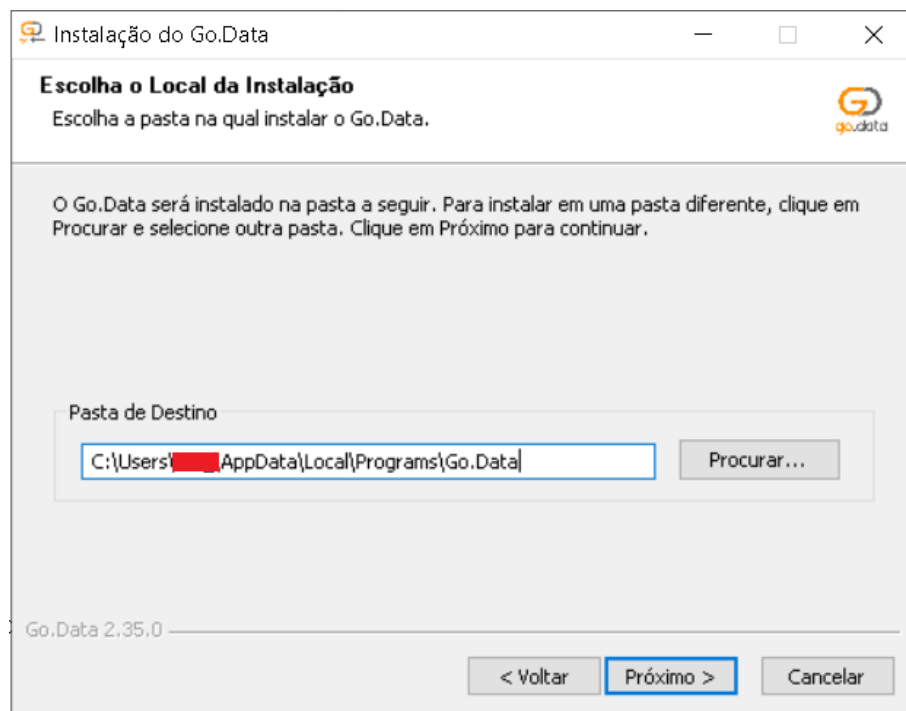 Instalação do Go.Data
Escolha o Local da Instalação
Escolha a pasta na qual instalar o Go.Data.
go.data
O Go.Data será instalado na pasta a seguir. Para instalar em uma pasta diferente, clique em
Procurar e selecione outra pasta. Clique em Próximo para continuar.
Pasta de Destino
C:\Users\ AppData\Local\Programs\Go.Data
Procurar...
Go.Data 2.35.0
< Voltar
Próximo >
Cancelar